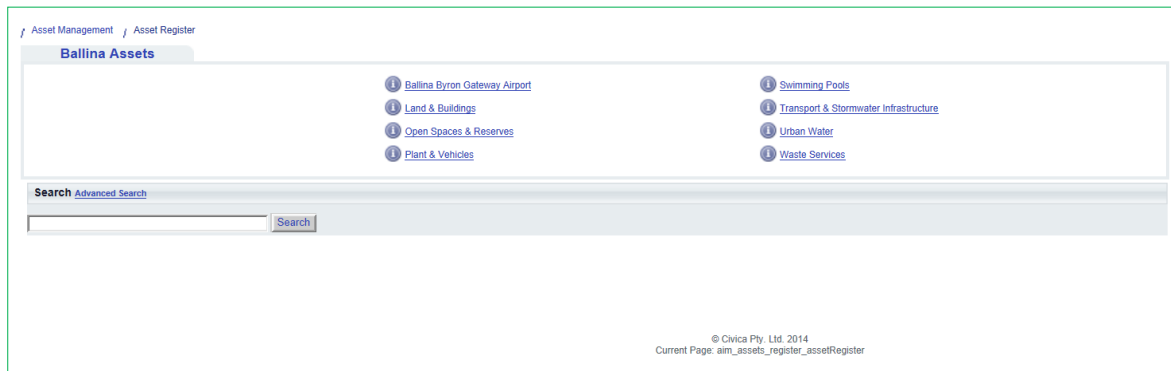 Asset Management Asset Register
Ballina Assets
Ballina Byron Gateway Airport
Land & Buildings
Open Spaces & Reserves
Plant & Vehicles
Swimming Pools
Transport & Stormwater Infrastructure
Urban Water
Waste Services
Search Advanced Search
Search
© Civica Pty. Ltd. 2014
Current Page: aim_assets_register_assetRegister